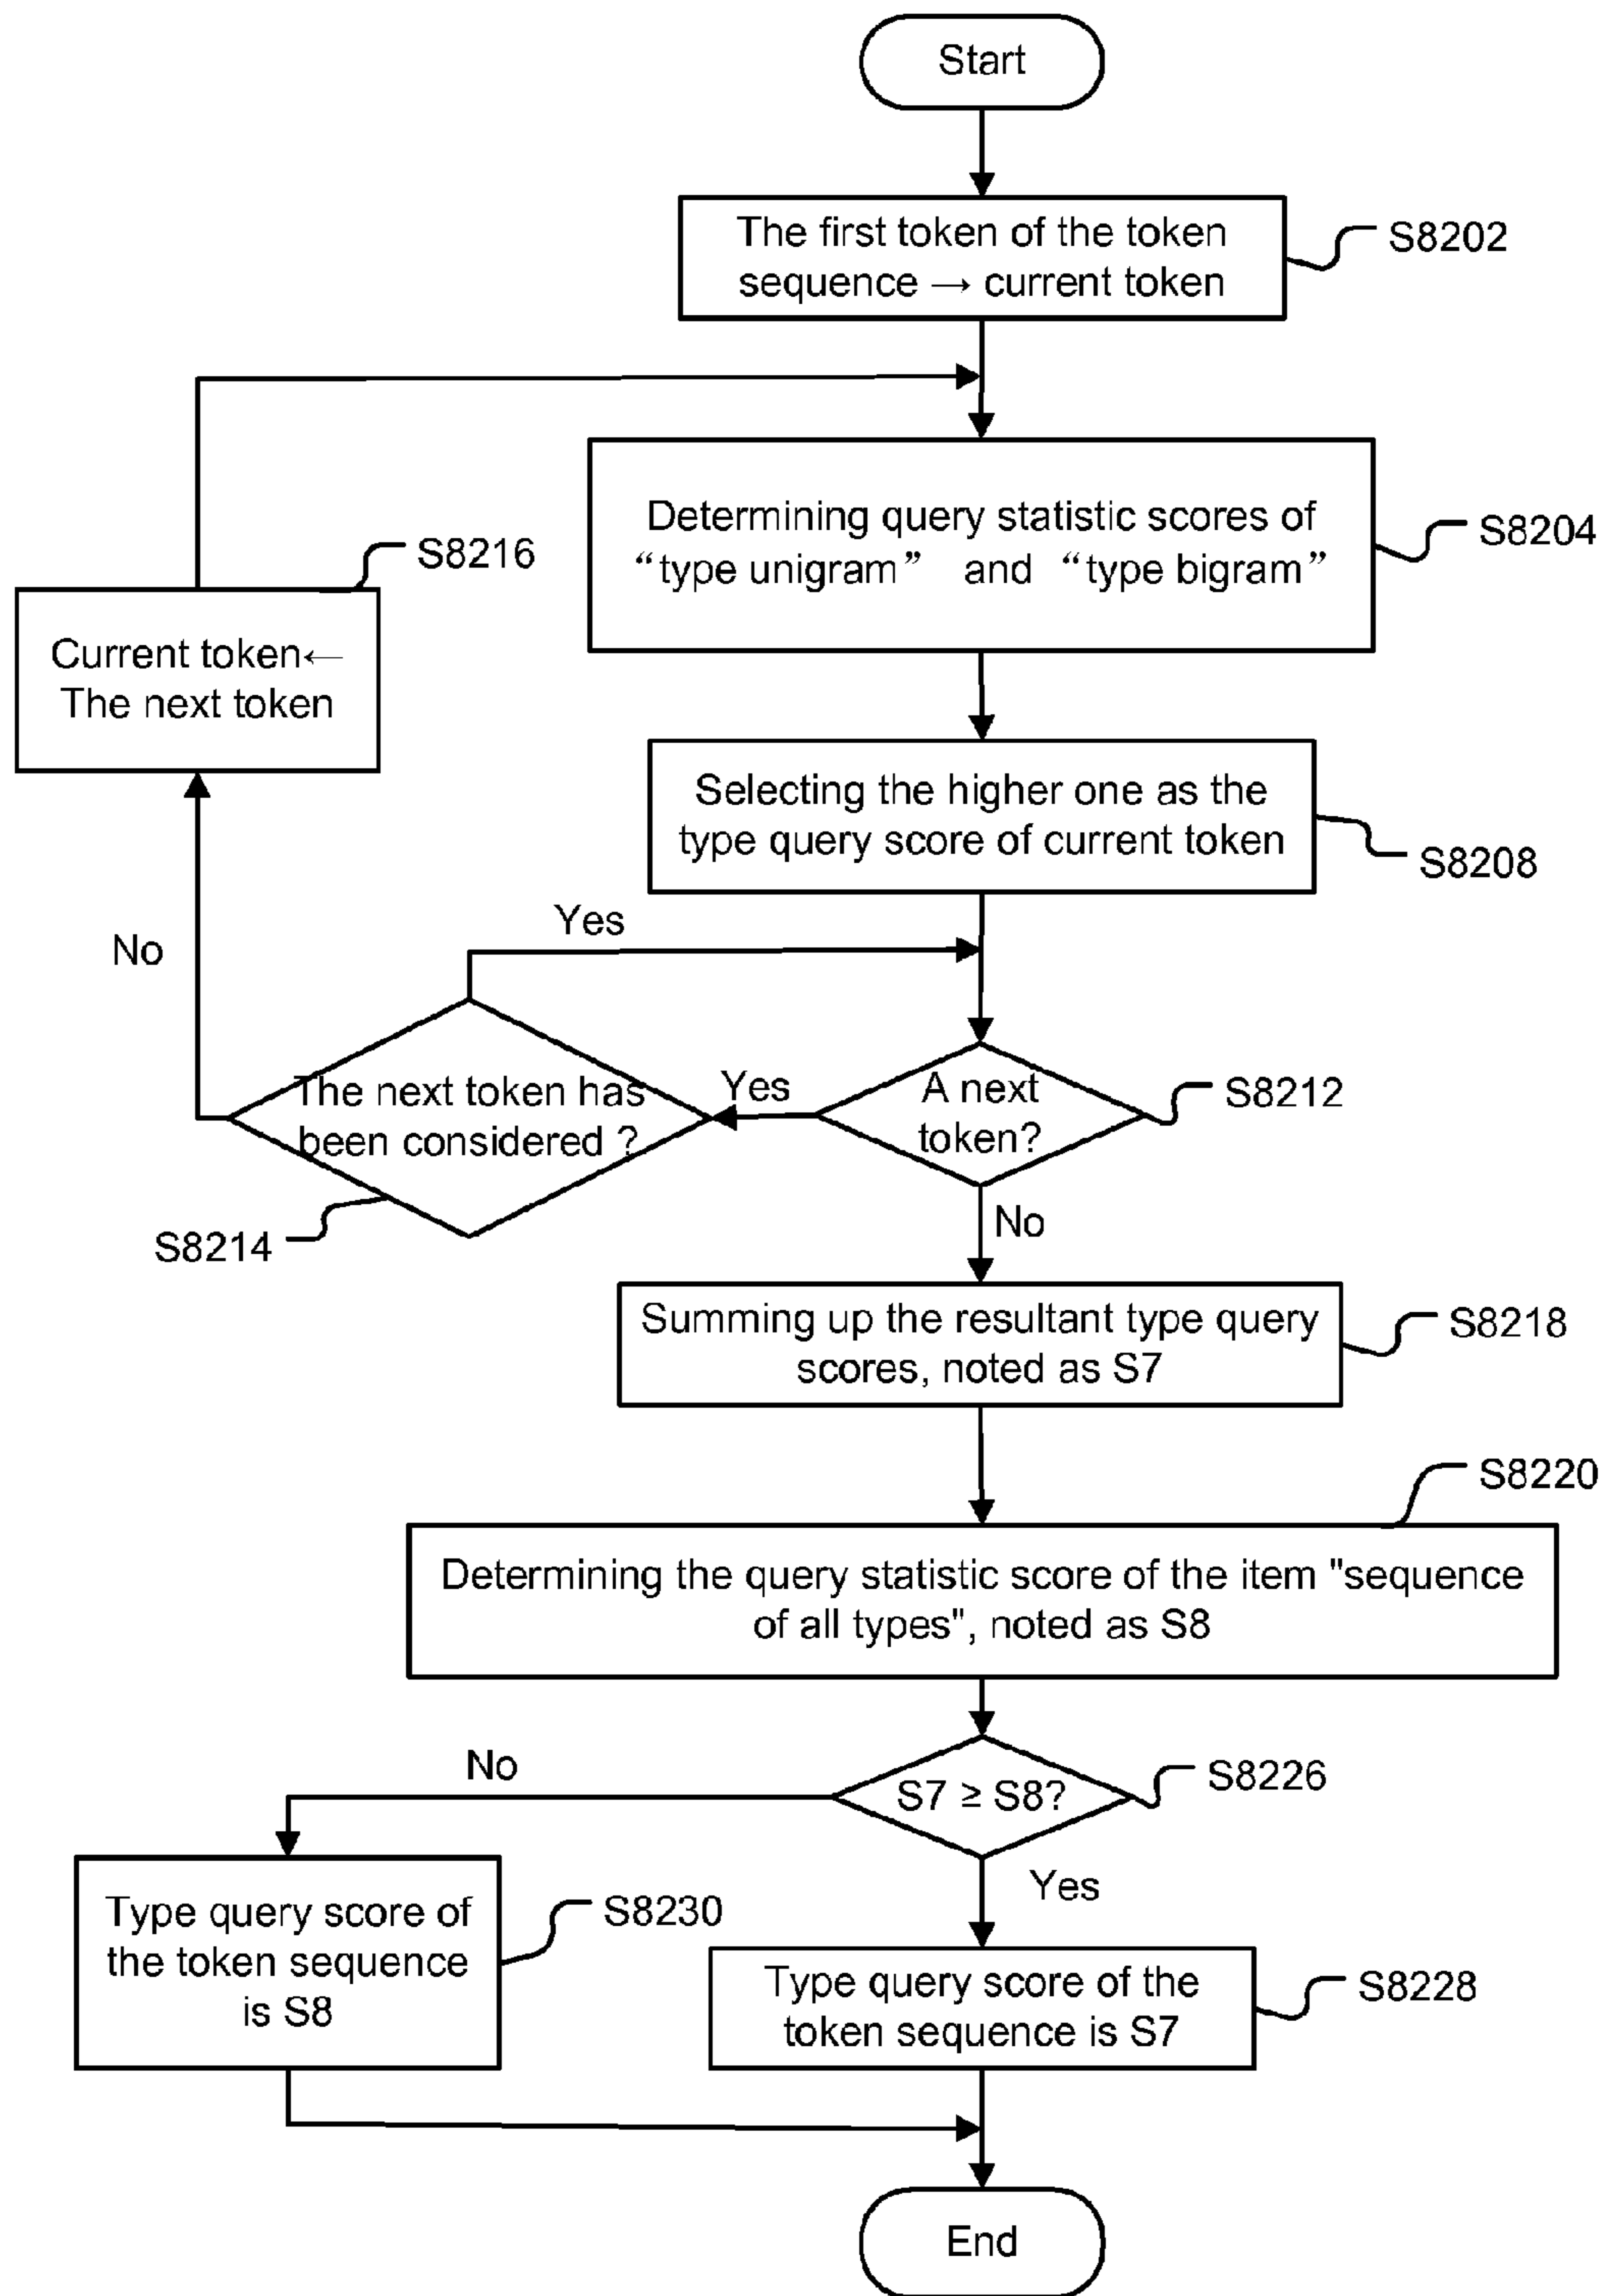 Start
The first token of the token
sequence → current token
S8202
Determining query statistic scores of
“type unigram” and “type bigram”
S8204
S8216
Current token←
The next token
Selecting the higher one as the
type query score of current token
S8208
Yes
No
The next token has
been considered ?
Yes
A next
token?
S8212
S8214
No
Summing up the resultant type query
scores, noted as S7
S8218
S8220
Determining the query statistic score of the item "sequence
of all types", noted as S8
No
S7 ≥ S8?
S8226
Yes
Type query score of
the token sequence
is S8
S8230
Type query score of the
token sequence is S7
S8228
End